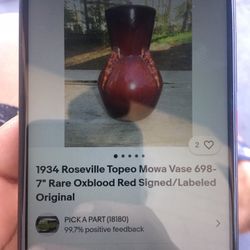 2
1934 Roseville Topeo Mowa Vase 698-
7" Rare Oxblood Red Signed/Labeled
Original
PICK A PART (18180)
99.7% positive feedback